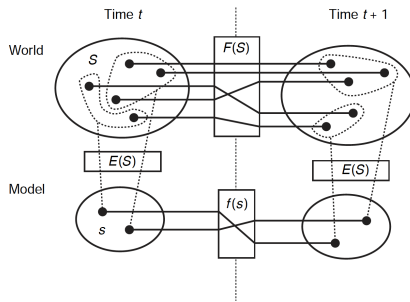 Time t
Time t + 1
World
S
F(S)
E(S)
E(S)
Model
s
f(s)